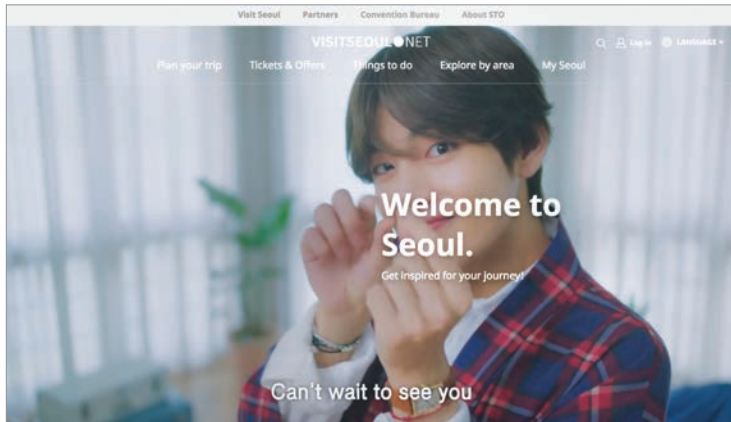 Visit Seoul Partners Convention Bureau About STO
VISITSEOUL NET
Log in LANGUAGE
Plan your trip Tickets & Offers Things to do Explore by area My Seoul
Welcome to
Seoul.
Get inspired for your journey!
Can't wait to see you